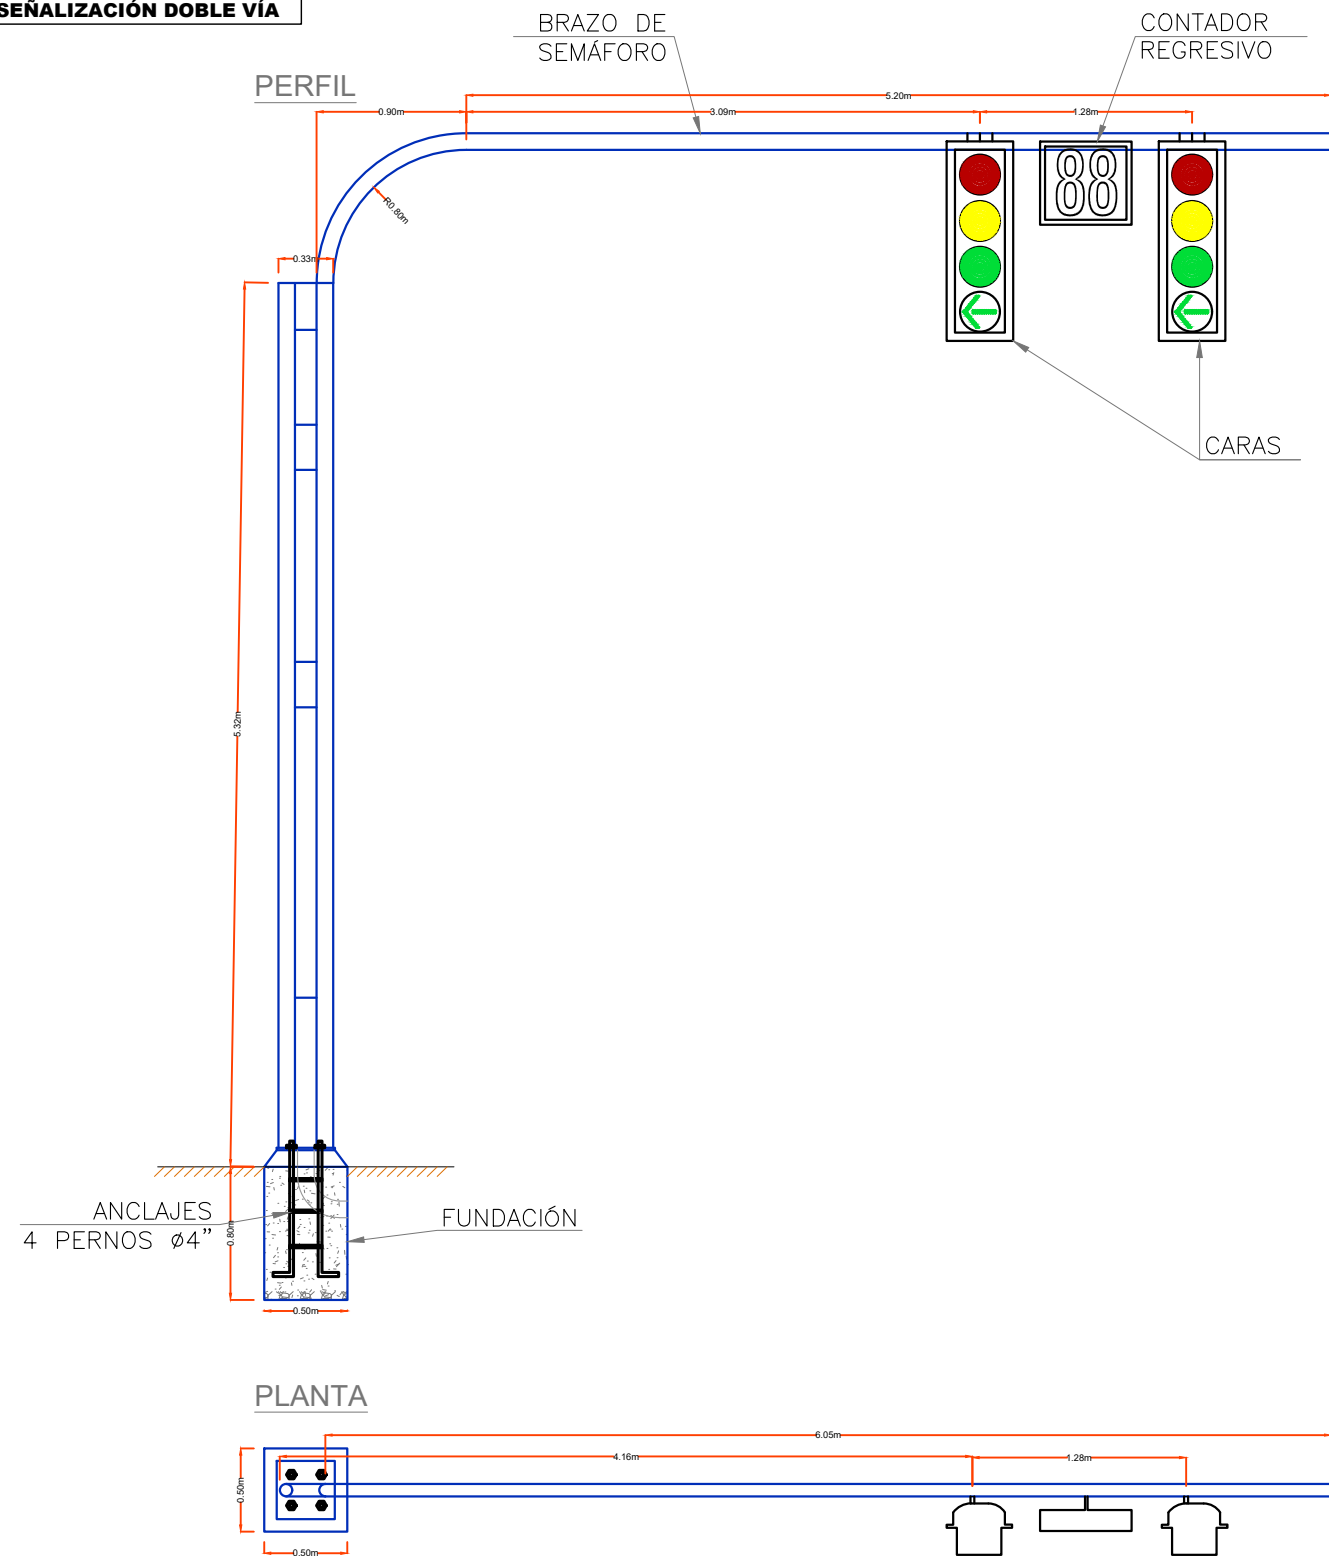 SEÑALIZACIÓN DOBLE VÍA
BRAZO DE
SEMÁFORO
CONTADOR
REGRESIVO
PERFIL
5.20m
0.90m
3.09m
1.28m
88
R0.80m
0.33m
CARAS
5.32m
ANCLAJES
4 PERNOS ø4”
0.80m
FUNDACIÓN
0.50m
PLANTA
6.05m
4.16m
1.28m
0.50m
0.50m